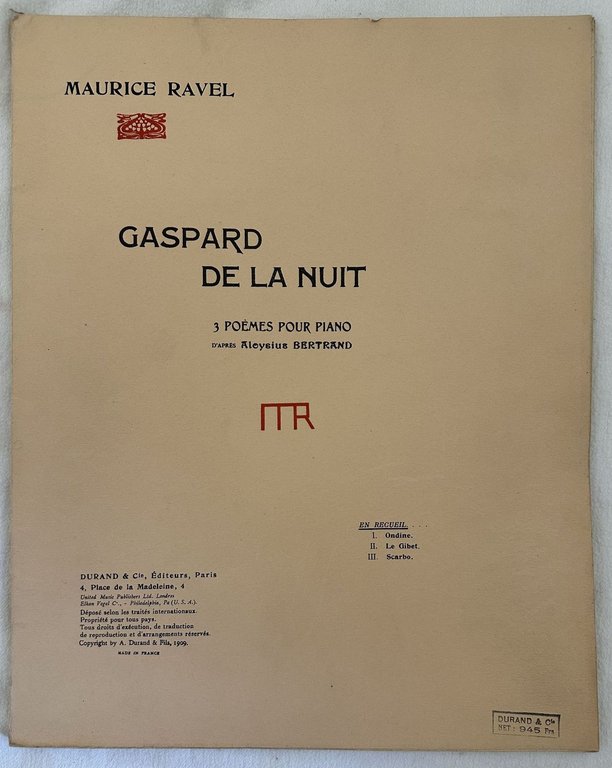 MAURICE RAVEL
GASPARD
DE LA NUIT
3 POÈMES POUR PIANO
D'APRÈS Aloysius BERTRAND
MR
EN RECUEIL . . .
I. Ondine.
II. Le Gibet.
III. Scarbo.
DURAND & Cie, Éditeurs, Paris
4, Place de la Madeleine, 4
United Music Publishers Ltd. Londres
Elkan Vogel Co., - Philadelphia, Pa (U. S. A.).
Déposé selon les traités internationaux.
Propriété pour tous pays.
Tous droits d'exécution, de traduction
de reproduction et d'arrangements réservés.
Copyright by A. Durand & Fils, 1909.
MADE IN FRANCE
DURAND & Cie
NET : 945 Frs